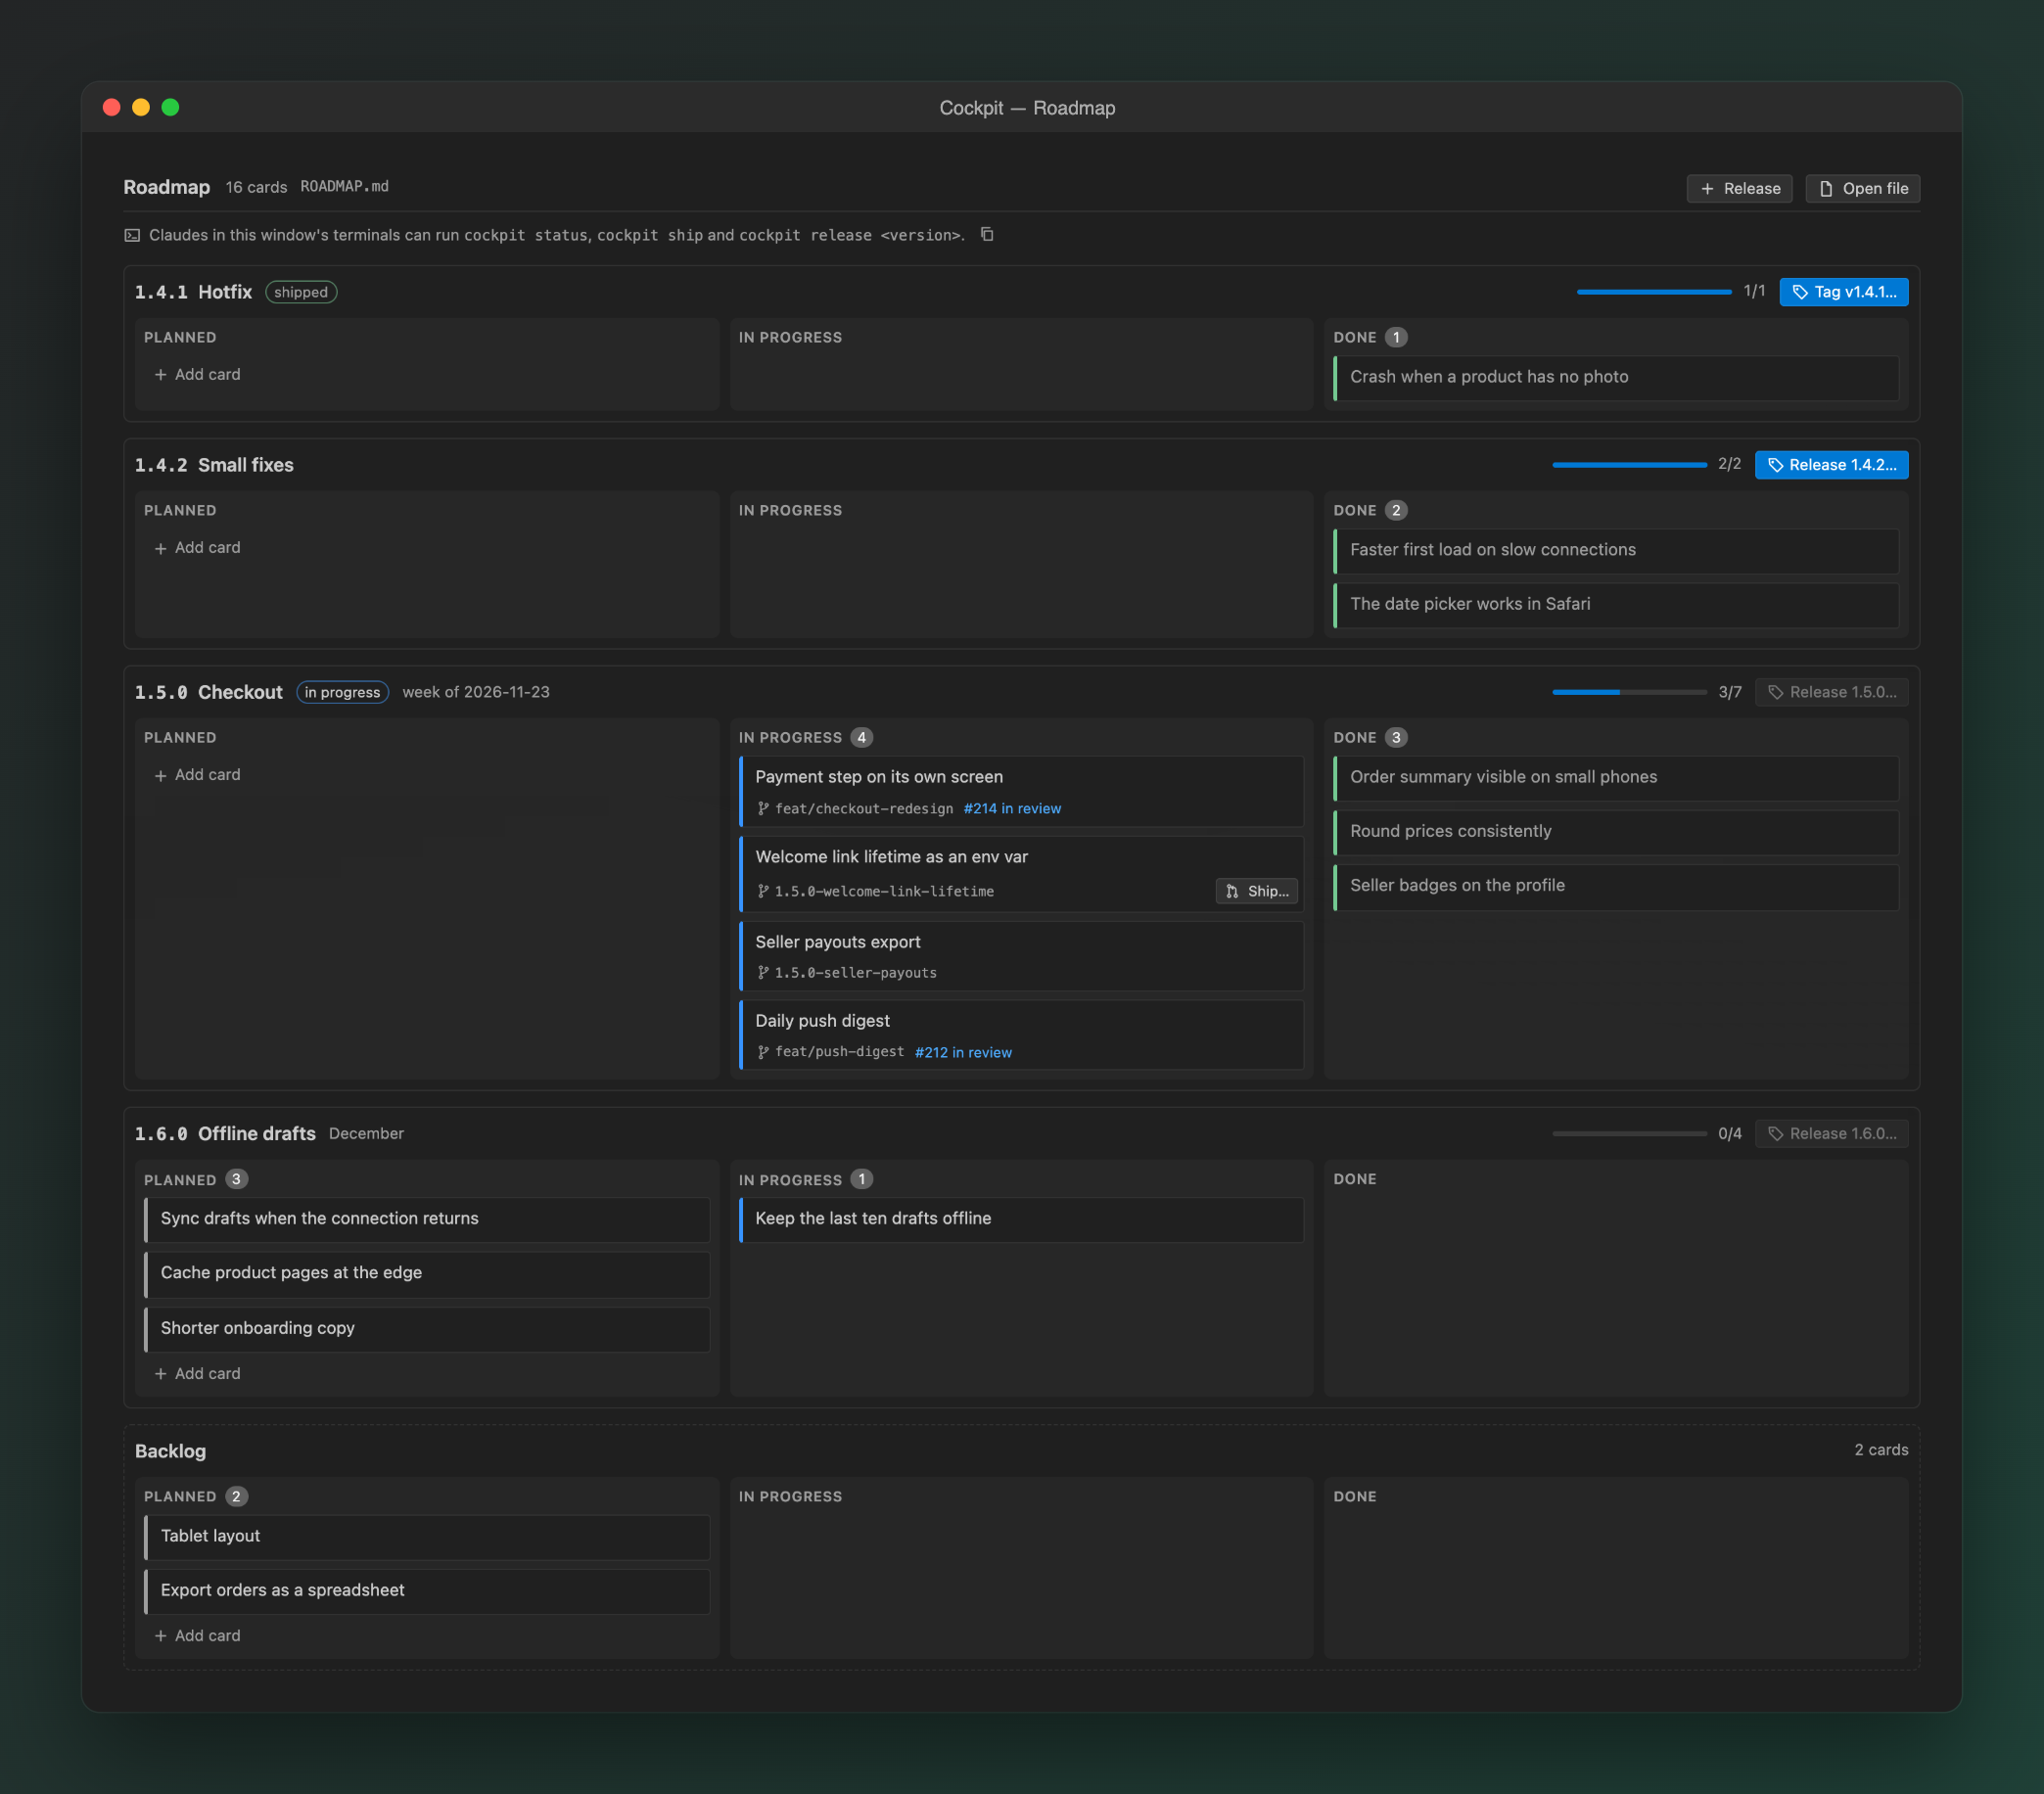 Cockpit — Roadmap
Roadmap 16 cards ROADMAP.md
+ Release
Open file
Claudes in this window's terminals can run cockpit status, cockpit ship and cockpit release <version>.
1.4.1 Hotfix shipped
1/1
Tag v1.4.1...
PLANNED
+ Add card
IN PROGRESS
DONE 1
Crash when a product has no photo
1.4.2 Small fixes
2/2
Release 1.4.2...
PLANNED
+ Add card
IN PROGRESS
DONE 2
Faster first load on slow connections
The date picker works in Safari
1.5.0 Checkout in progress week of 2026-11-23
3/7
Release 1.5.0...
PLANNED
+ Add card
IN PROGRESS 4
Payment step on its own screen
feat/checkout-redesign #214 in review
Welcome link lifetime as an env var
1.5.0-welcome-link-lifetime
Ship...
Seller payouts export
1.5.0-seller-payouts
Daily push digest
feat/push-digest #212 in review
DONE 3
Order summary visible on small phones
Round prices consistently
Seller badges on the profile
1.6.0 Offline drafts December
0/4
Release 1.6.0...
PLANNED 3
Sync drafts when the connection returns
Cache product pages at the edge
Shorter onboarding copy
+ Add card
IN PROGRESS 1
Keep the last ten drafts offline
DONE
Backlog
2 cards
PLANNED 2
Tablet layout
Export orders as a spreadsheet
+ Add card
IN PROGRESS
DONE